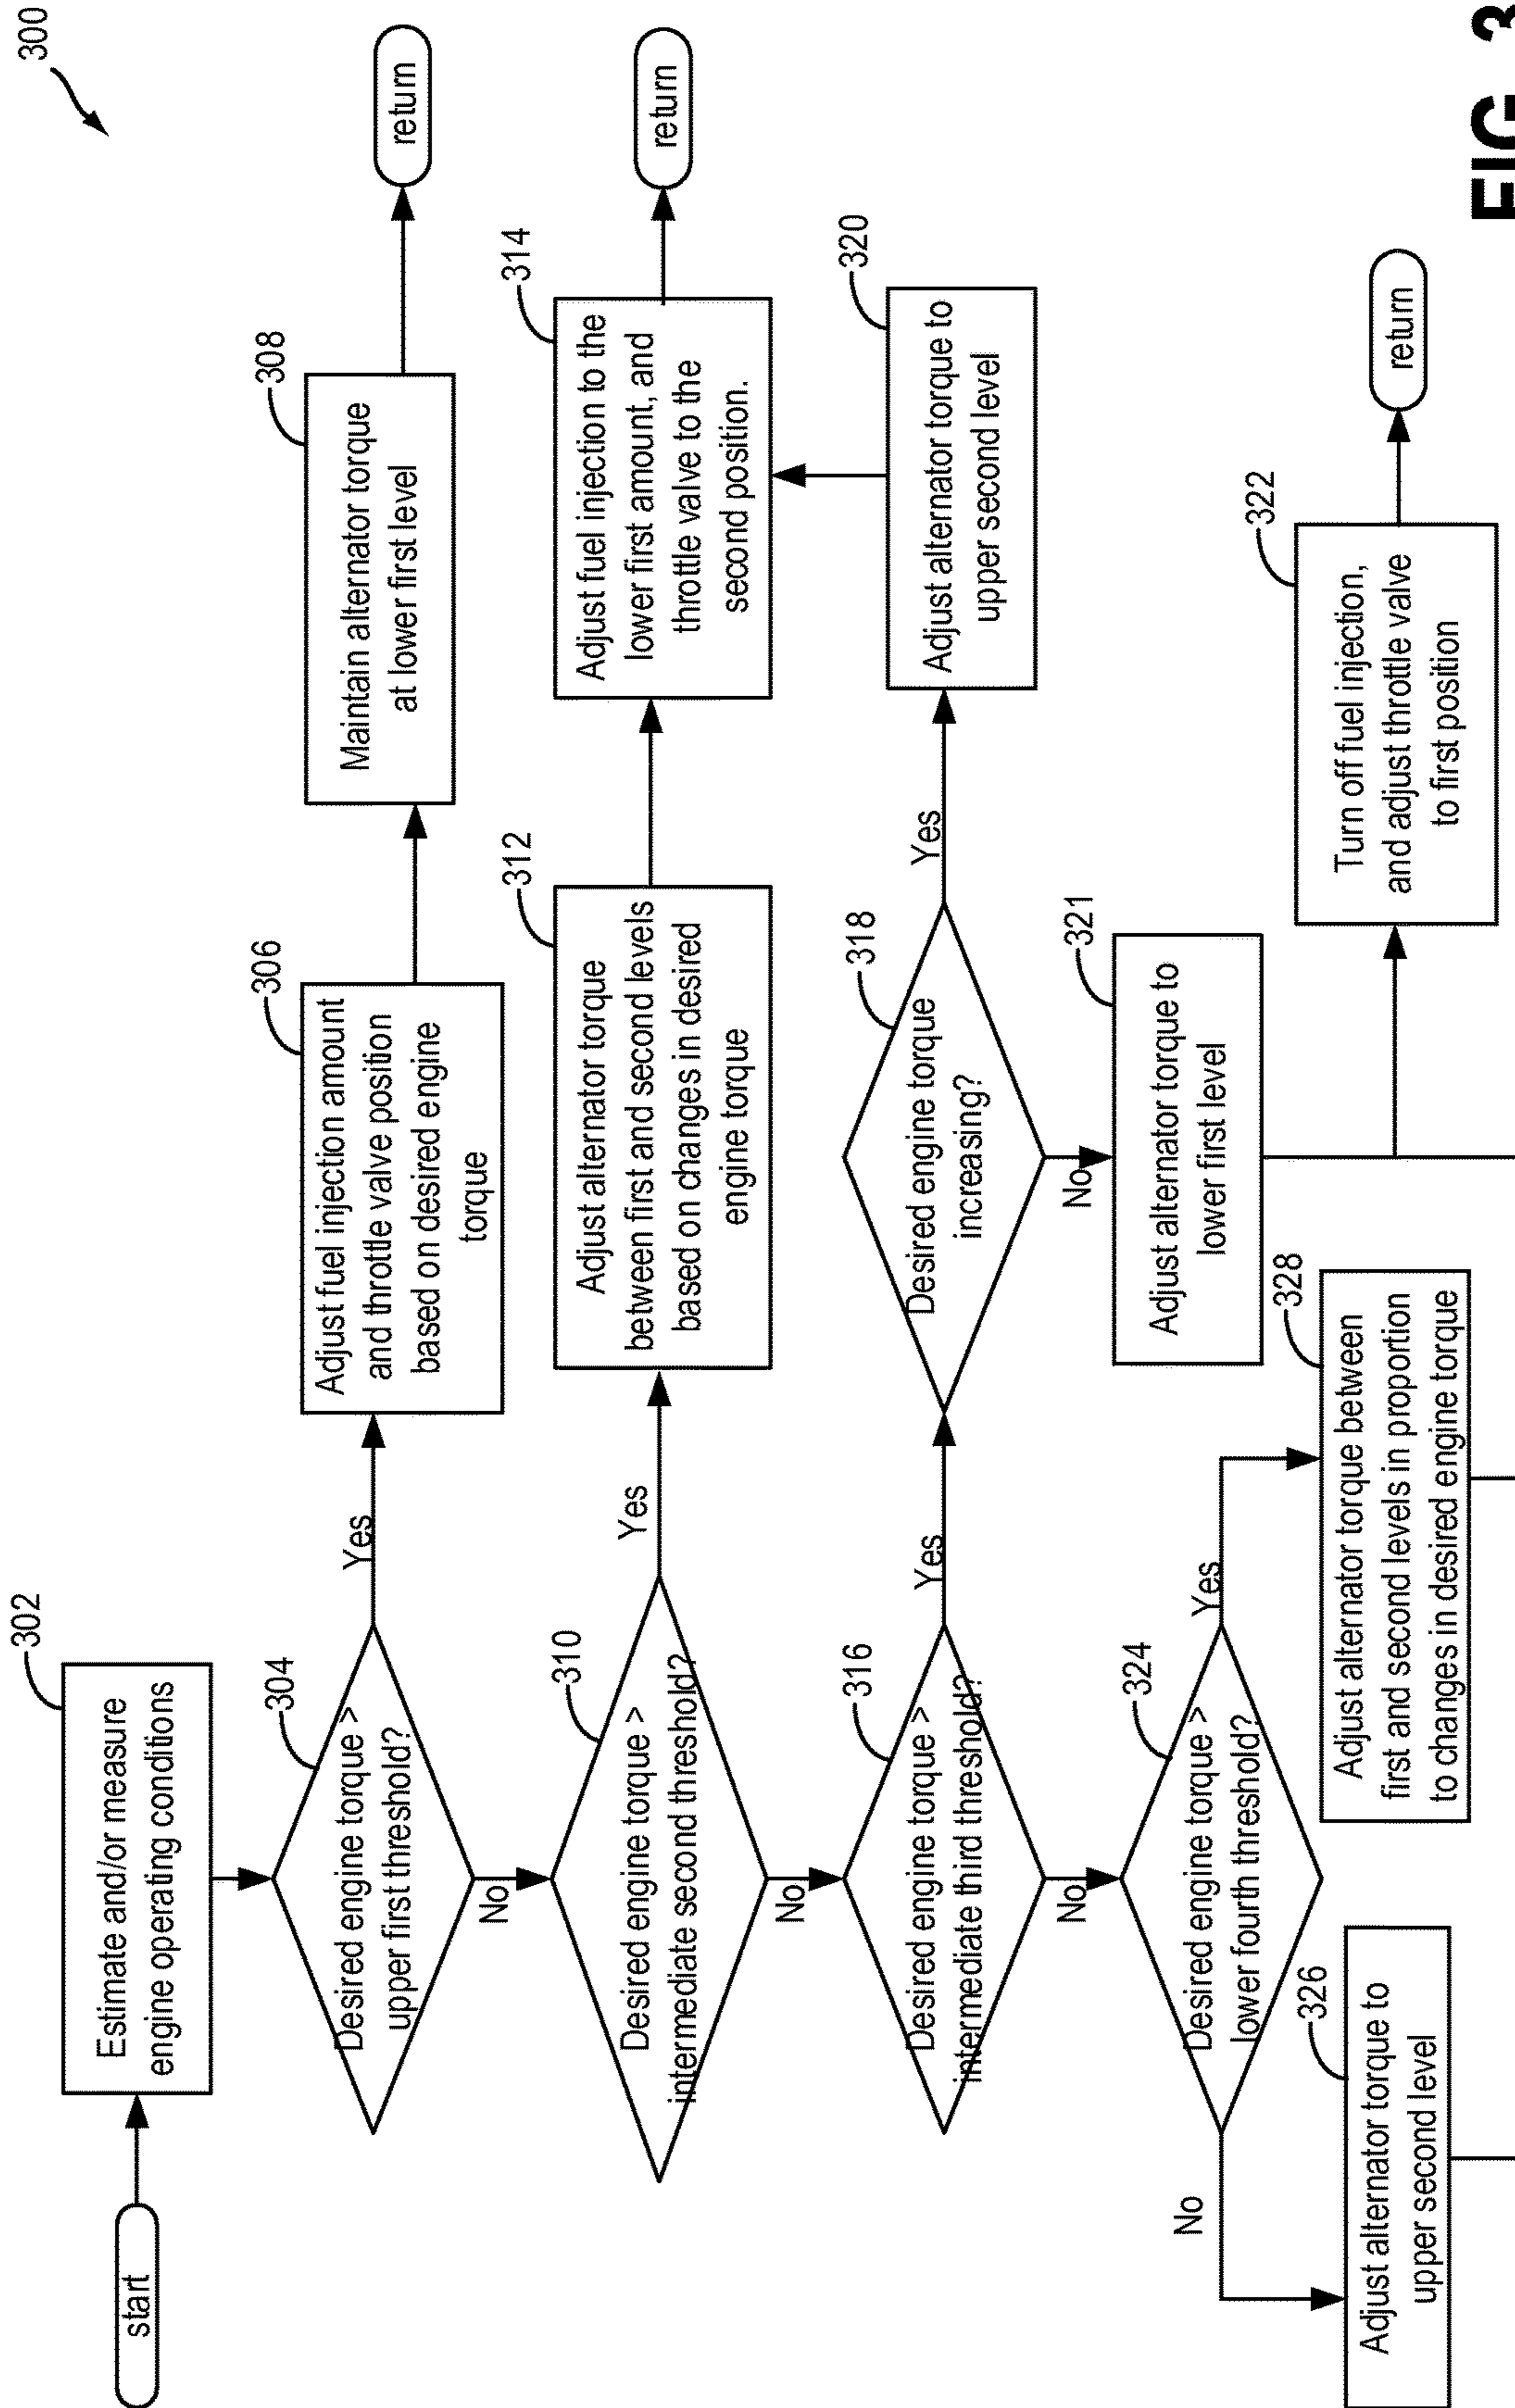 300
start
302
Estimate and/or measure
engine operating conditions
304
Desired engine torque >
upper first threshold?
Yes
No
306
Adjust fuel injection amount
and throttle valve position
based on desired engine
torque
308
Maintain alternator torque
at lower first level
return
310
Desired engine torque >
intermediate second threshold?
Yes
No
312
Adjust alternator torque
between first and second levels
based on changes in desired
engine torque
314
Adjust fuel injection to the
lower first amount, and
throttle valve to the
second position.
return
316
Desired engine torque >
intermediate third threshold?
Yes
No
318
Desired engine torque
increasing?
Yes
No
320
Adjust alternator torque to
upper second level
321
Adjust alternator torque to
lower first level
322
Turn off fuel injection,
and adjust throttle valve
to first position
return
324
Desired engine torque >
lower fourth threshold?
Yes
No
326
Adjust alternator torque to
upper second level
328
Adjust alternator torque between
first and second levels in proportion
to changes in desired engine torque
FIG. 3